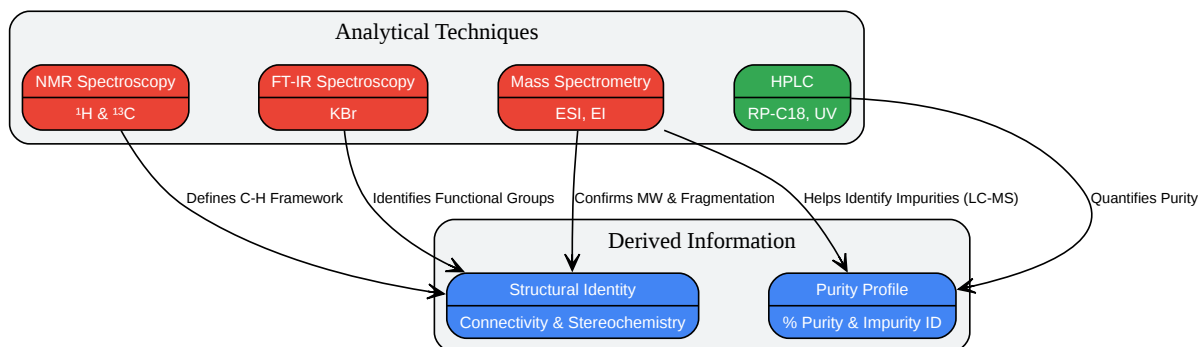 Analytical Techniques
NMR Spectroscopy
¹H & ¹³C
FT-IR Spectroscopy
KBr
Mass Spectrometry
ESI, EI
HPLC
RP-C18, UV
Defines C-H Framework
Identifies Functional Groups
Confirms MW & Fragmentation
Helps Identify Impurities (LC-MS)
Quantifies Purity
Derived Information
Structural Identity
Connectivity & Stereochemistry
Purity Profile
% Purity & Impurity ID